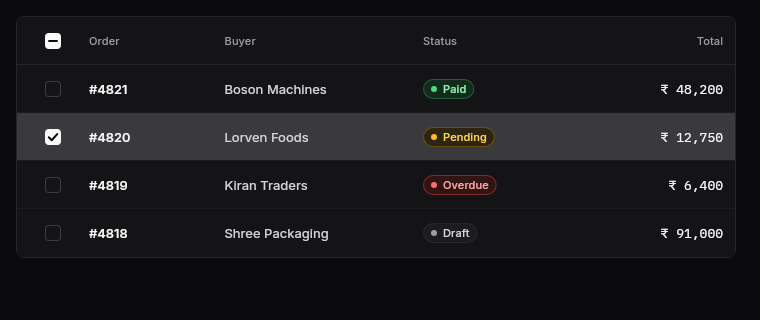 Order Buyer Status Total
#4821 Boson Machines Paid ₹ 48,200
#4820 Lorven Foods Pending ₹ 12,750
#4819 Kiran Traders Overdue ₹ 6,400
#4818 Shree Packaging Draft ₹ 91,000